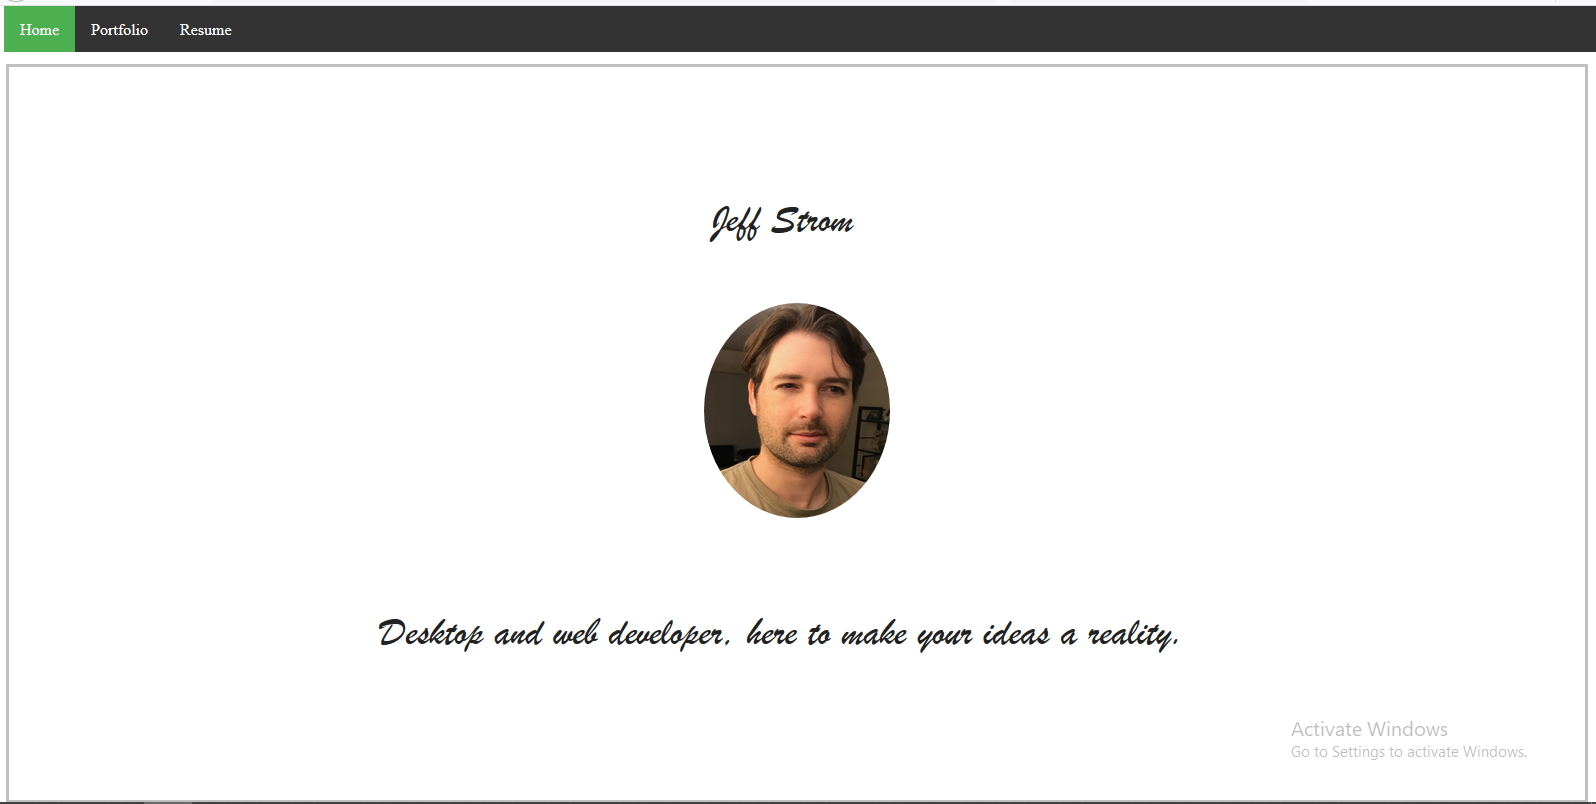 Home Portfolio Resume
Jeff Strom
Desktop and web developer, here to make your ideas a reality.
Activate Windows
Go to Settings to activate Windows.